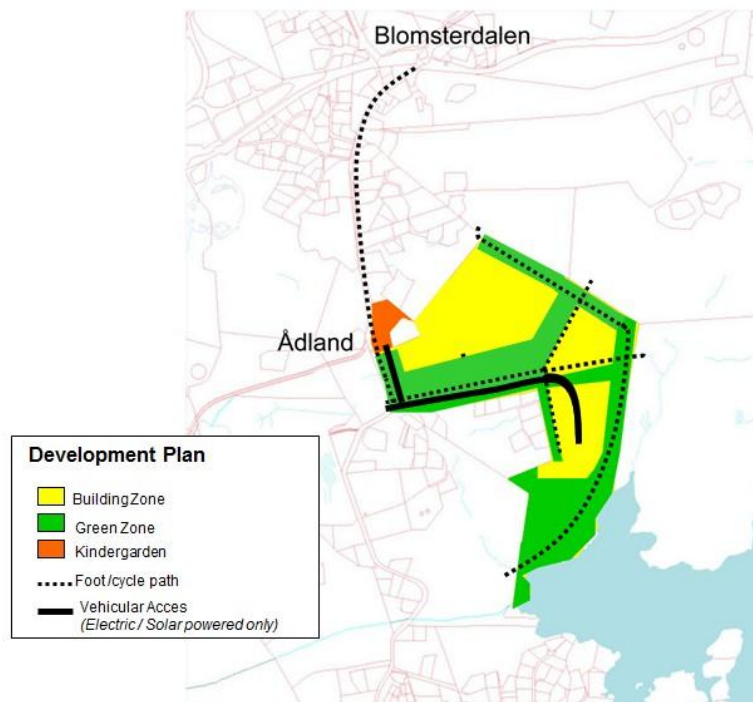 Blomsterdalen
Ådland
Development Plan
Building Zone
Green Zone
Kindergarden
Foot/cycle path
Vehicular Acces
(Electric / Solar powered only)